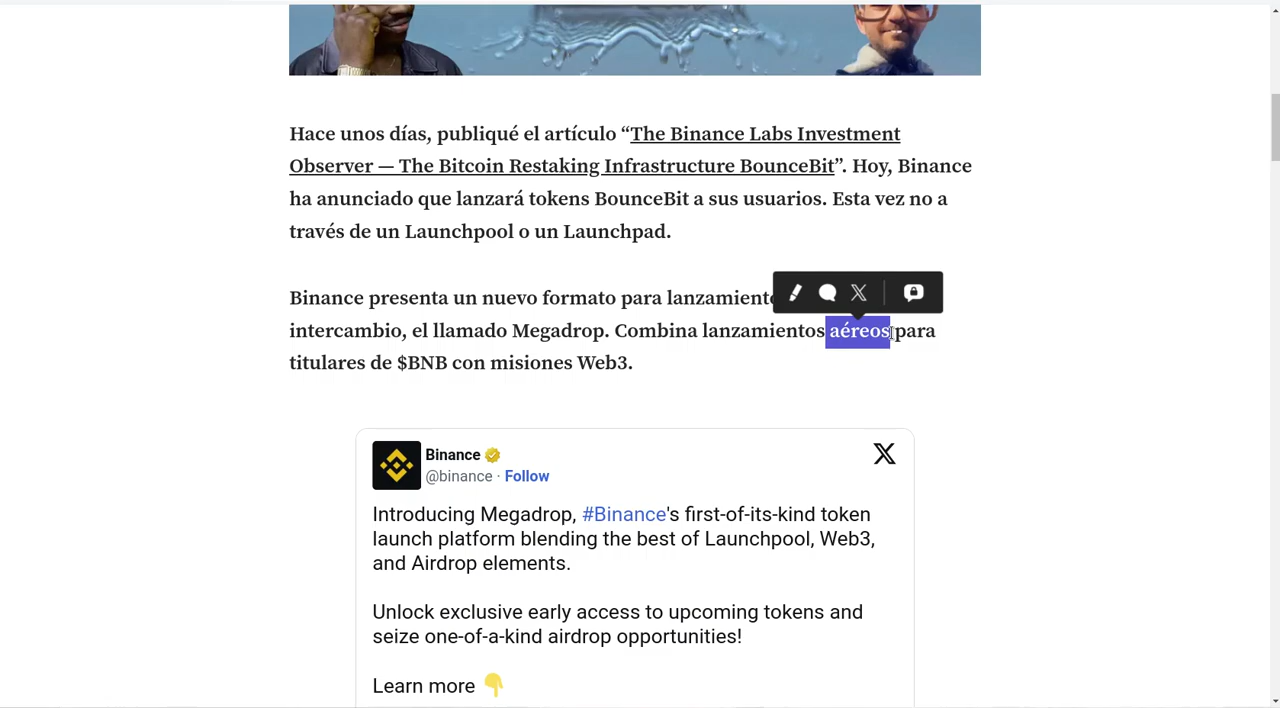 Hace unos días, publiqué el artículo “The Binance Labs Investment
Observer — The Bitcoin Restaking Infrastructure BounceBit”. Hoy, Binance
ha anunciado que lanzará tokens BounceBit a sus usuarios. Esta vez no a
través de un Launchpool o un Launchpad.
Binance presenta un nuevo formato para
intercambio, el llamado Megadrop. Combina lanzamientos aéreos para
titulares de $BNB con misiones Web3.
Binance
@binance · Follow
Introducing Megadrop, #Binance's first-of-its-kind token
launch platform blending the best of Launchpool, Web3,
and Airdrop elements.
Unlock exclusive early access to upcoming tokens and
seize one-of-a-kind airdrop opportunities!
Learn more 👇